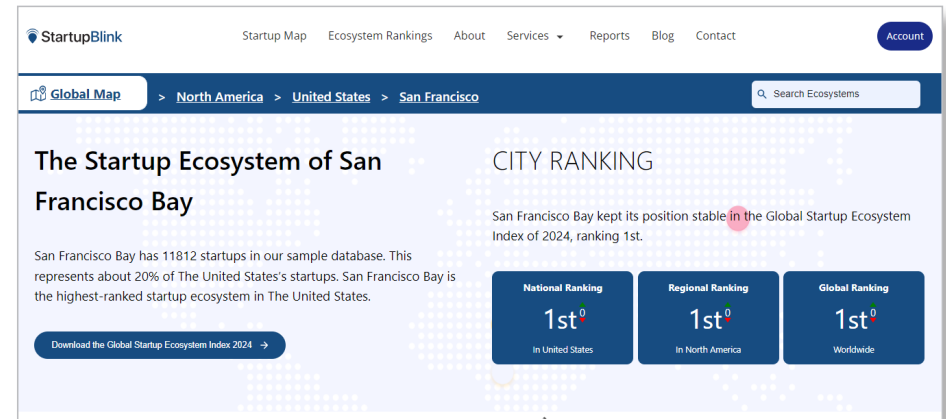 StartupBlink
Startup Map Ecosystem Rankings About Services Reports Blog Contact
Account
Global Map > North America > United States > San Francisco
Search Ecosystems
The Startup Ecosystem of San
Francisco Bay
San Francisco Bay has 11812 startups in our sample database. This
represents about 20% of The United States's startups. San Francisco Bay is
the highest-ranked startup ecosystem in The United States.
Download the Global Startup Ecosystem Index 2024 →
CITY RANKING
San Francisco Bay kept its position stable in the Global Startup Ecosystem
Index of 2024, ranking 1st.
National Ranking
1st 0
In United States
Regional Ranking
1st 0
In North America
Global Ranking
1st 0
Worldwide